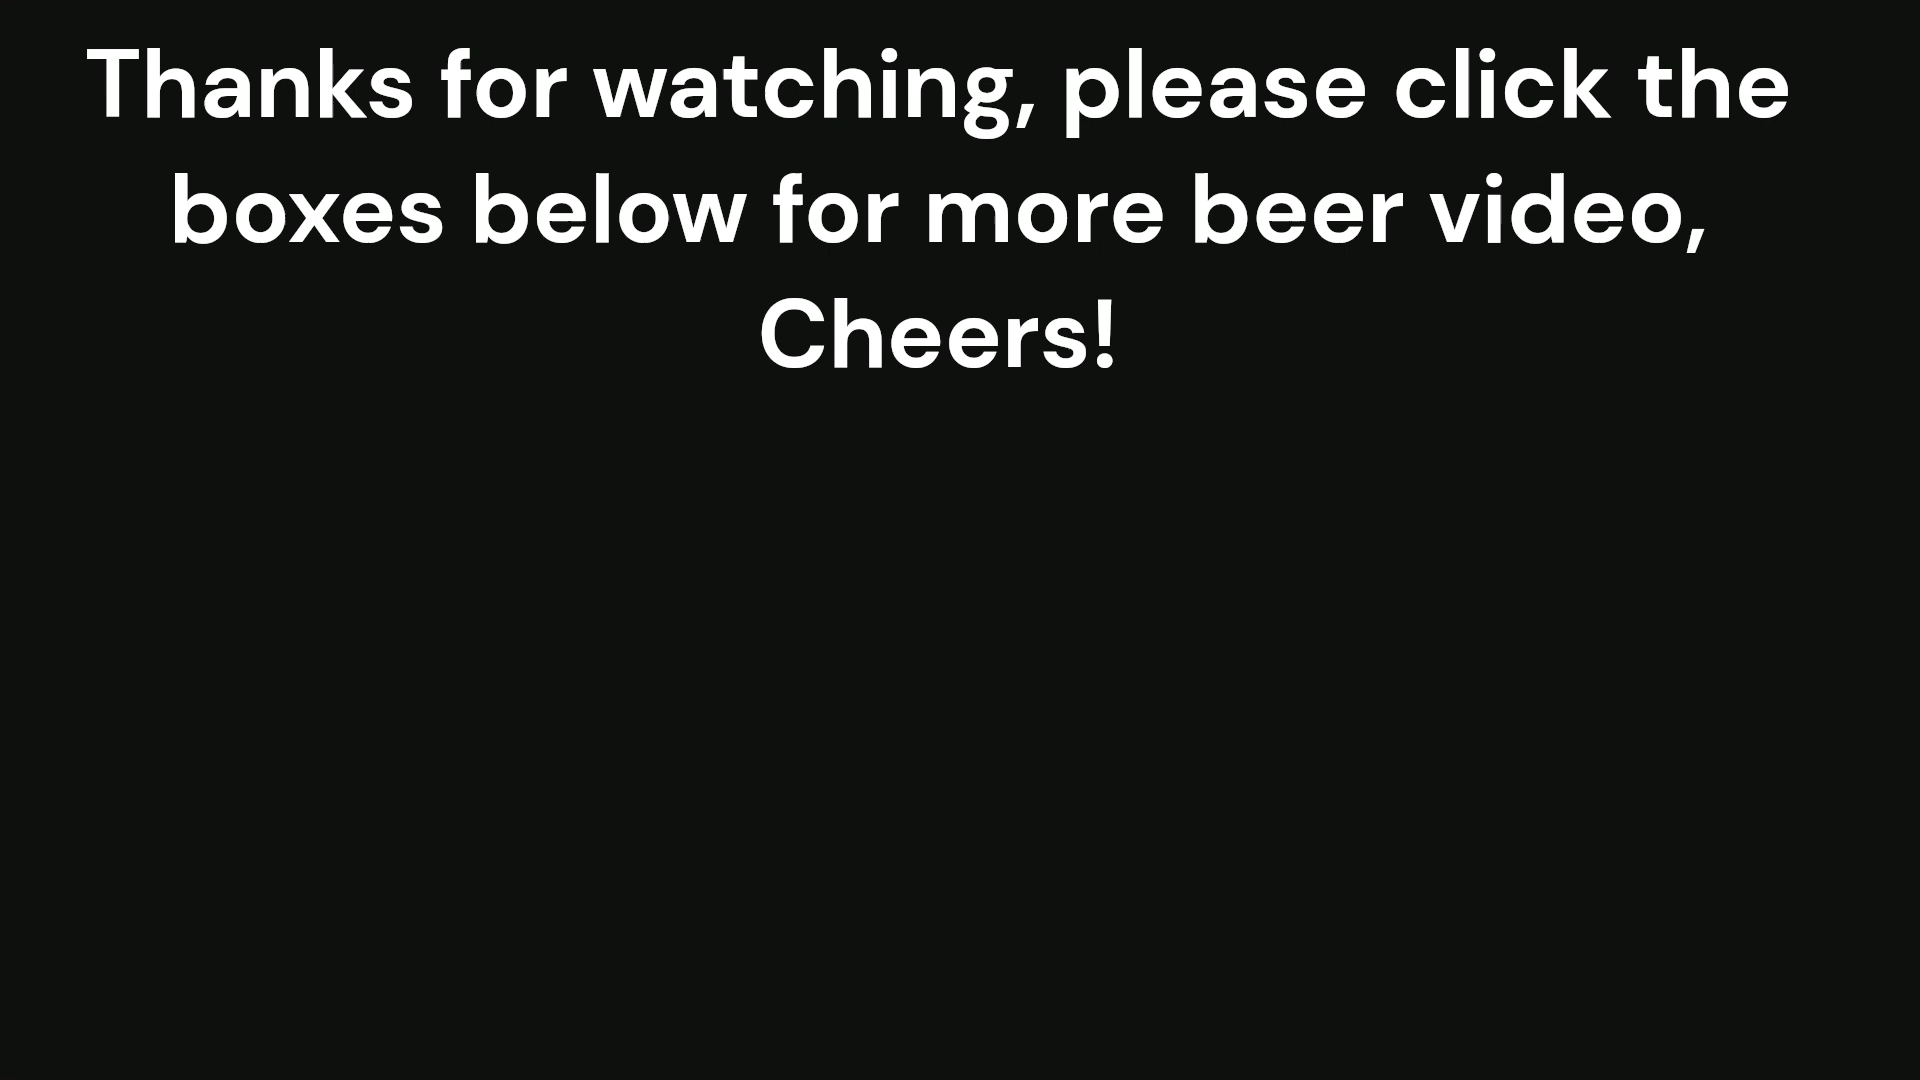 Thanks for watching, please click the
boxes below for more beer video,
Cheers!